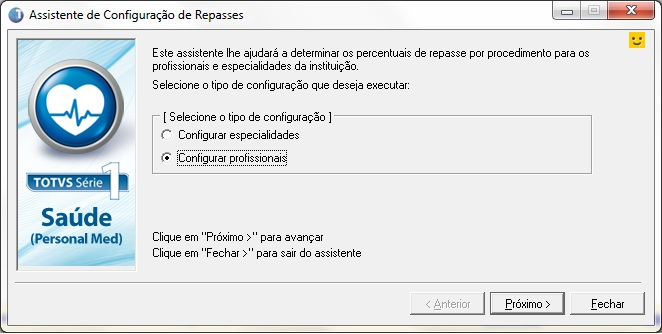 Assistente de Configuração de Repasses
Este assistente lhe ajudará a determinar os percentuais de repasse por procedimento para os
profissionais e especialidades da instituição.
Selecione o tipo de configuração que deseja executar:
[ Selecione o tipo de configuração ]
Configurar especialidades
Configurar profissionais
TOTVS Série 1
Saúde
(Personal Med)
Clique em "Próximo >" para avançar
Clique em "Fechar >" para sair do assistente
< Anterior
Próximo >
Fechar